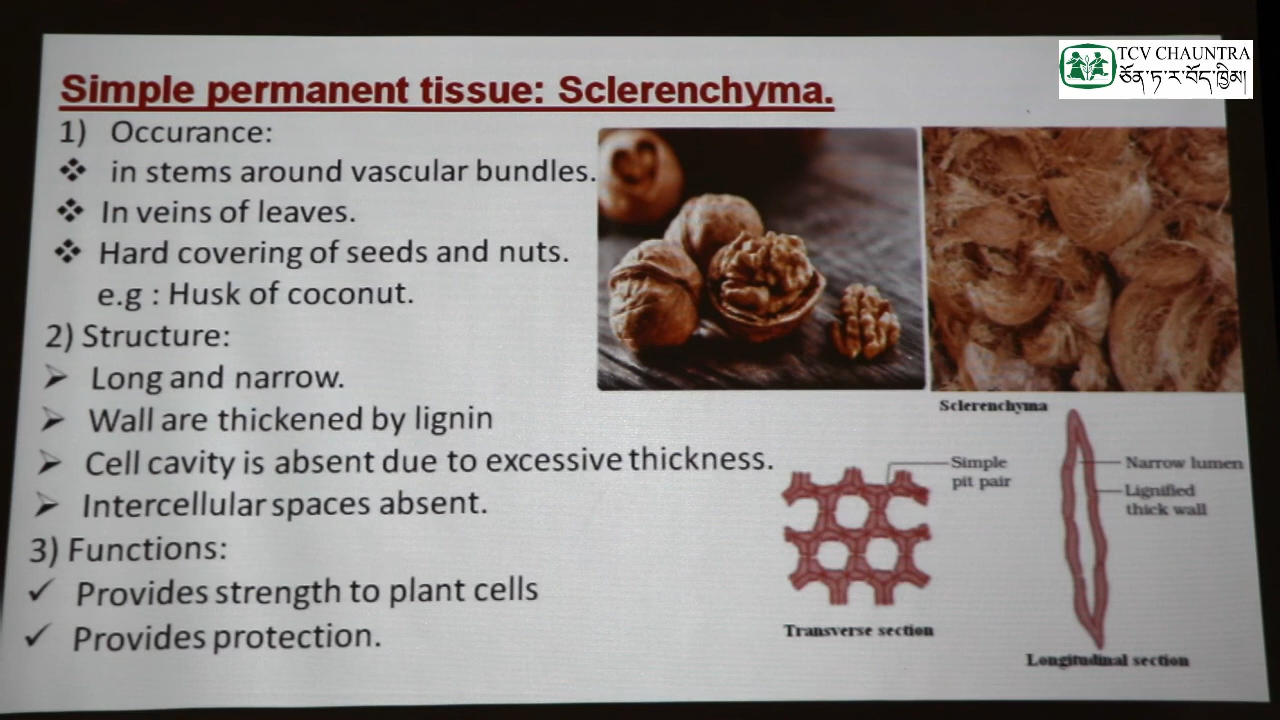 TCV CHAUNTRA
ཅོན་ཏ་ར་བོད་ཁྱིམ།
Simple permanent tissue: Sclerenchyma.
1) Occurance:
❖ in stems around vascular bundles.
❖ In veins of leaves.
❖ Hard covering of seeds and nuts.
e.g : Husk of coconut.
2) Structure:
➢ Long and narrow.
➢ Wall are thickened by lignin
➢ Cell cavity is absent due to excessive thickness.
➢ Intercellular spaces absent.
3) Functions:
✓ Provides strength to plant cells
✓ Provides protection.
Sclerenchyma
Simple
pit pair
Narrow lumen
Lignified
thick wall
Transverse section
Longitudinal section